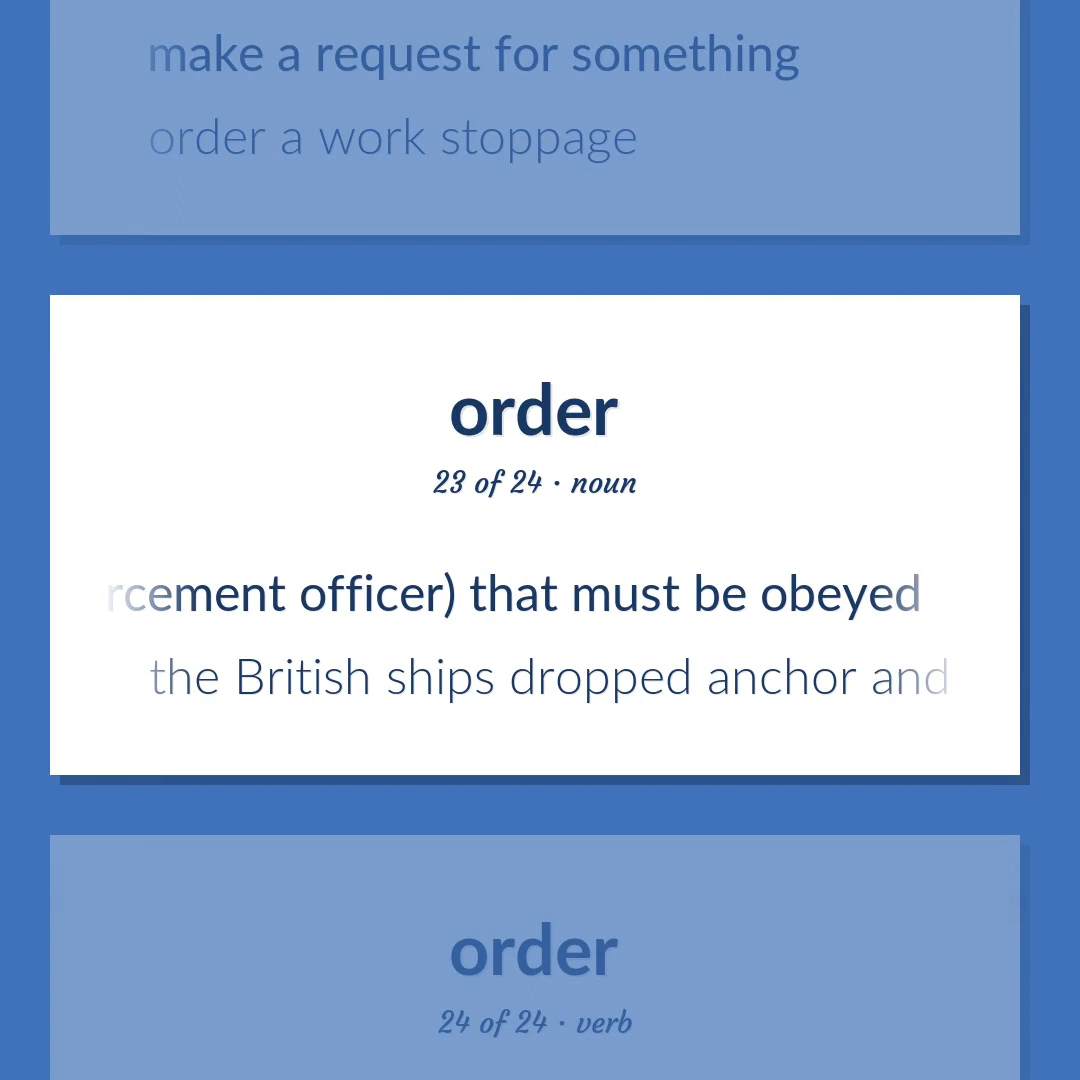 make a request for something
order a work stoppage
order
23 of 24 · noun
rcement officer) that must be obeyed
the British ships dropped anchor and
order
24 of 24 · verb